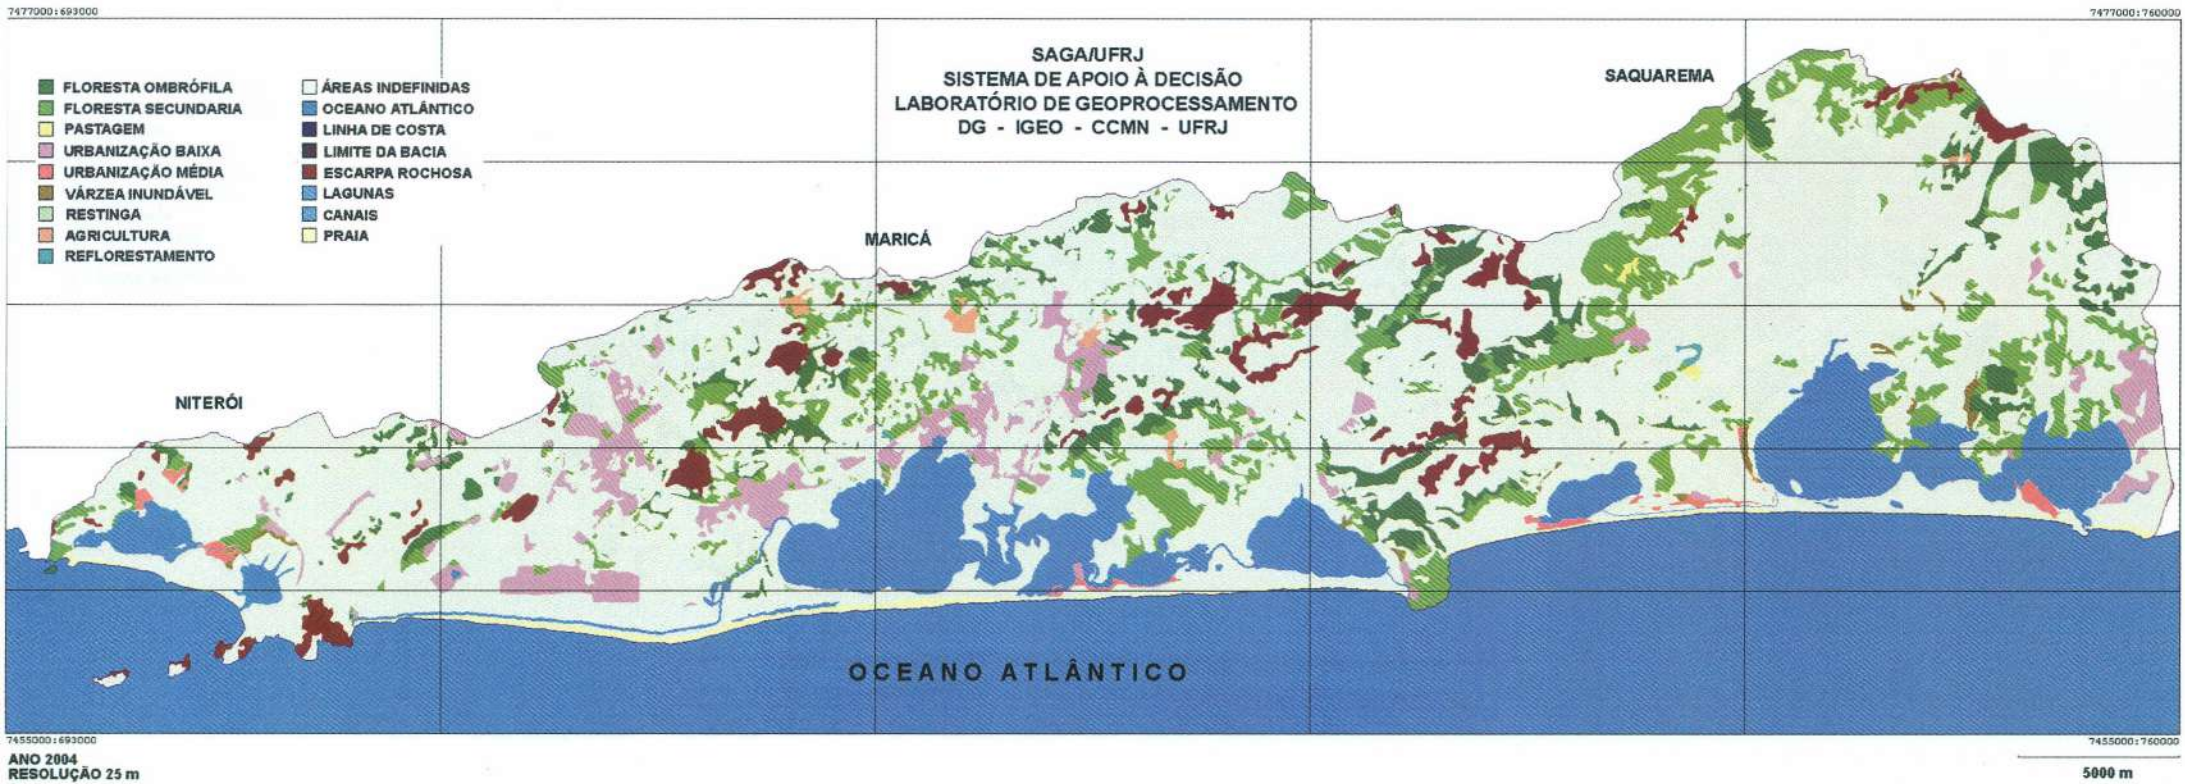 7477000:693000
7477000:760000
SAGA/UFRJ
SISTEMA DE APOIO À DECISÃO
LABORATÓRIO DE GEOPROCESSAMENTO
DG - IGEO - CCMN - UFRJ
SAQUAREMA
FLORESTA OMBRÓFILA
FLORESTA SECUNDARIA
PASTAGEM
URBANIZAÇÃO BAIXA
URBANIZAÇÃO MÉDIA
VÁRZEA INUNDÁVEL
RESTINGA
AGRICULTURA
REFLORESTAMENTO
ÁREAS INDEFINIDAS
OCEANO ATLÂNTICO
LINHA DE COSTA
LIMITE DA BACIA
ESCARPA ROCHOSA
LAGUNAS
CANAIS
PRAIA
MARICÁ
NITERÓI
OCEANO ATLÂNTICO
7455000:693000
7455000:760000
ANO 2004
RESOLUÇÃO 25 m
5000 m